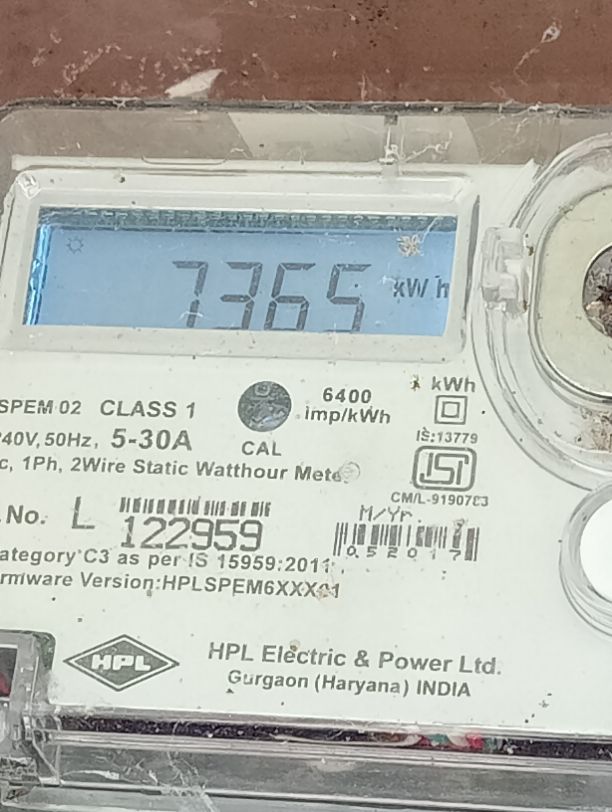 7365 kWh
SPEM 02 CLASS 1
6400
imp/kWh
kWh
240V, 50Hz, 5-30A
CAL
IS:13779
ISI
c, 1Ph, 2Wire Static Watthour Mete
CM/L-9190783
No. L 122959
M/Yr.
052017
ategory C3 as per IS 15959:2011
rmware Version:HPLSPEM6XXX01
HPL
HPL Electric & Power Ltd.
Gurgaon (Haryana) INDIA